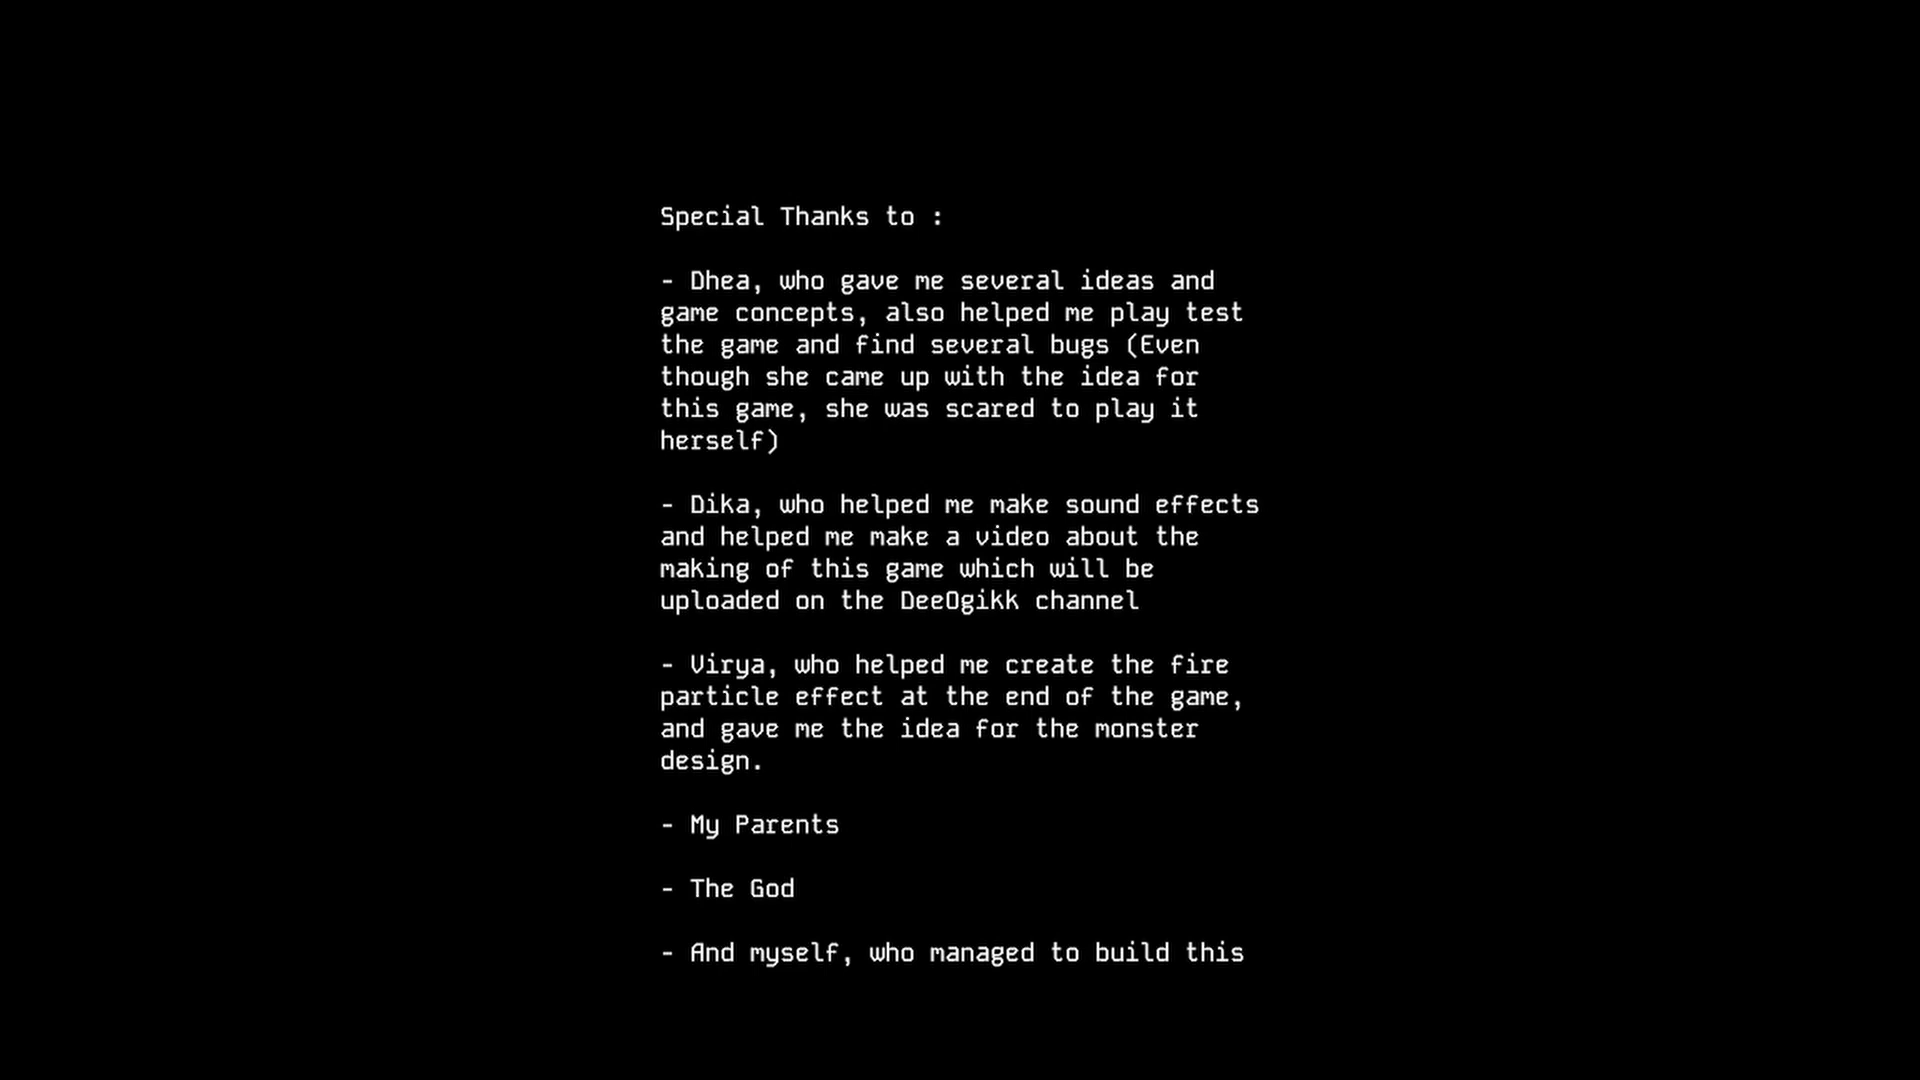 Special Thanks to :
- Dhea, who gave me several ideas and
game concepts, also helped me play test
the game and find several bugs (Even
though she came up with the idea for
this game, she was scared to play it
herself)
- Dika, who helped me make sound effects
and helped me make a video about the
making of this game which will be
uploaded on the DeeOgikk channel
- Virya, who helped me create the fire
particle effect at the end of the game,
and gave me the idea for the monster
design.
- My Parents
- The God
- And myself, who managed to build this